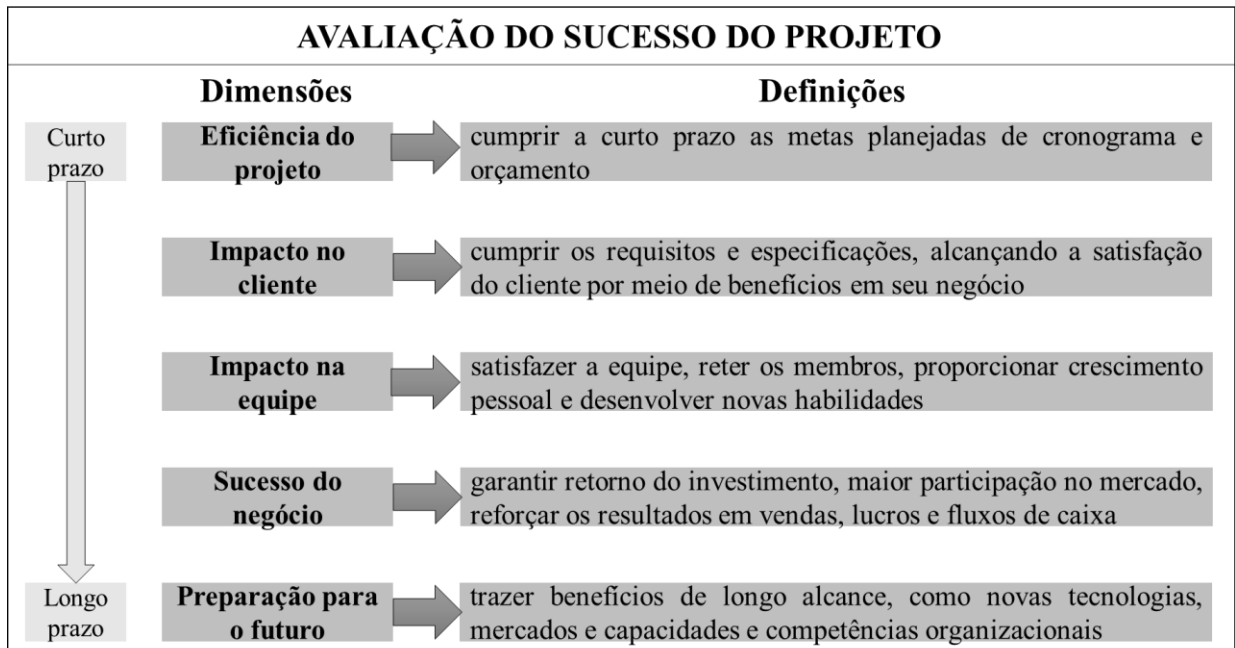 AVALIAÇÃO DO SUCESSO DO PROJETO
Dimensões
Definições
Curto
prazo
Eficiência do
projeto
cumprir a curto prazo as metas planejadas de cronograma e
orçamento
Impacto no
cliente
cumprir os requisitos e especificações, alcançando a satisfação
do cliente por meio de benefícios em seu negócio
Impacto na
equipe
satisfazer a equipe, reter os membros, proporcionar crescimento
pessoal e desenvolver novas habilidades
Sucesso do
negócio
garantir retorno do investimento, maior participação no mercado,
reforçar os resultados em vendas, lucros e fluxos de caixa
Longo
prazo
Preparação para
o futuro
trazer benefícios de longo alcance, como novas tecnologias,
mercados e capacidades e competências organizacionais